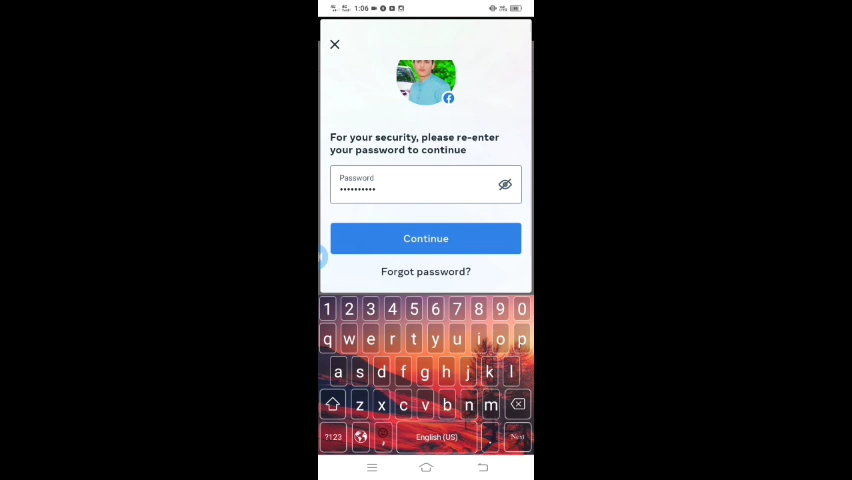 1:06
For your security, please re-enter
your password to continue
Password
••••••••••
Continue
Forgot password?
1 2 3 4 5 6 7 8 9 0
q w e r t y u i o p
a s d f g h j k l
z x c v b n m
?123 , English (US) . Next